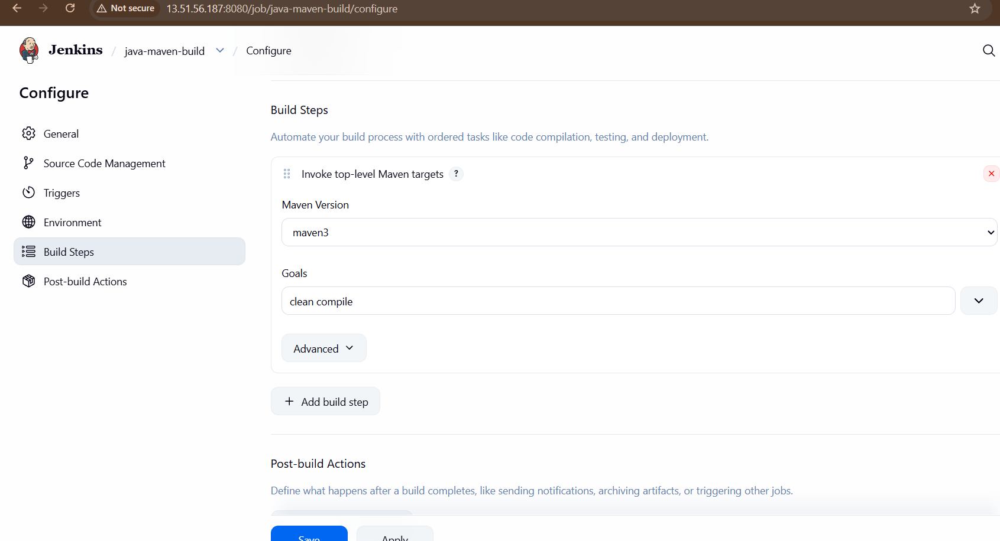 Not secure 13.51.56.187:8080/job/java-maven-build/configure
Jenkins / java-maven-build / Configure
Configure
General
Source Code Management
Triggers
Environment
Build Steps
Post-build Actions
Build Steps
Automate your build process with ordered tasks like code compilation, testing, and deployment.
Invoke top-level Maven targets ?
Maven Version
maven3
Goals
clean compile
Advanced
+ Add build step
Post-build Actions
Define what happens after a build completes, like sending notifications, archiving artifacts, or triggering other jobs.
Save Apply